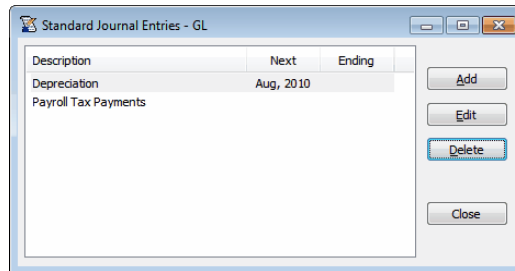 Standard Journal Entries - GL
Description Next Ending
Depreciation Aug, 2010
Payroll Tax Payments
Add
Edit
Delete
Close